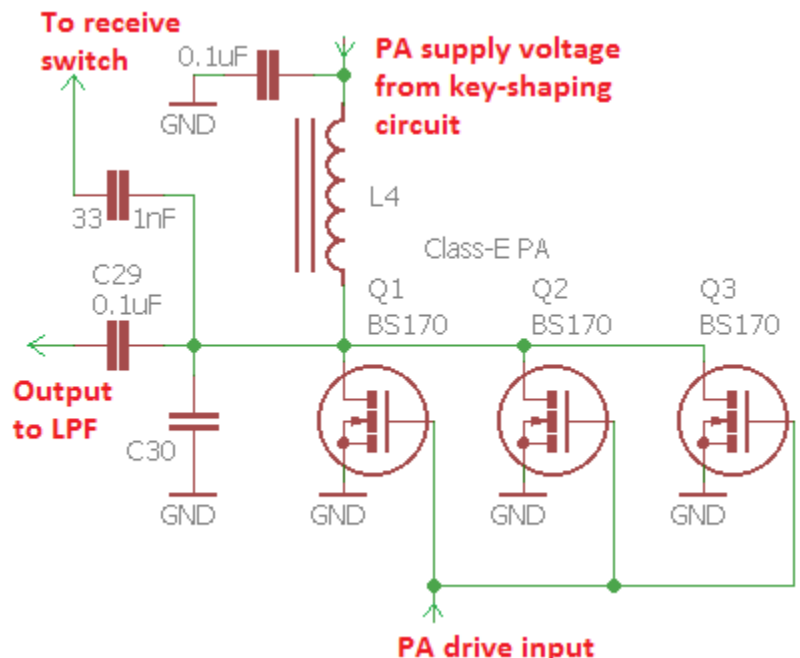 To receive
switch
0.1uF
PA supply voltage
from key-shaping
circuit
GND
L4
33 1nF
Class-E PA
C29
0.1uF
Q1
BS170
Q2
BS170
Q3
BS170
Output
to LPF
C30
GND
GND
GND
GND
PA drive input